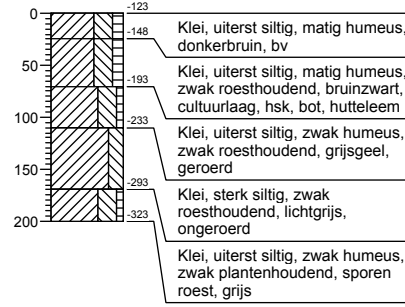 0
50
100
150
200
-123
-148
-193
-233
-293
-323
Klei, uiterst siltig, matig humeus,
donkerbruin, bv
Klei, uiterst siltig, matig humeus,
zwak roesthoudend, bruinzwart,
cultuurlaag, hsk, bot, hutteleem
Klei, uiterst siltig, zwak humeus,
zwak roesthoudend, grijsgeel,
geroerd
Klei, sterk siltig, zwak
roesthoudend, lichtgrijs,
ongeroerd
Klei, uiterst siltig, zwak humeus,
zwak plantenhoudend, sporen
roest, grijs